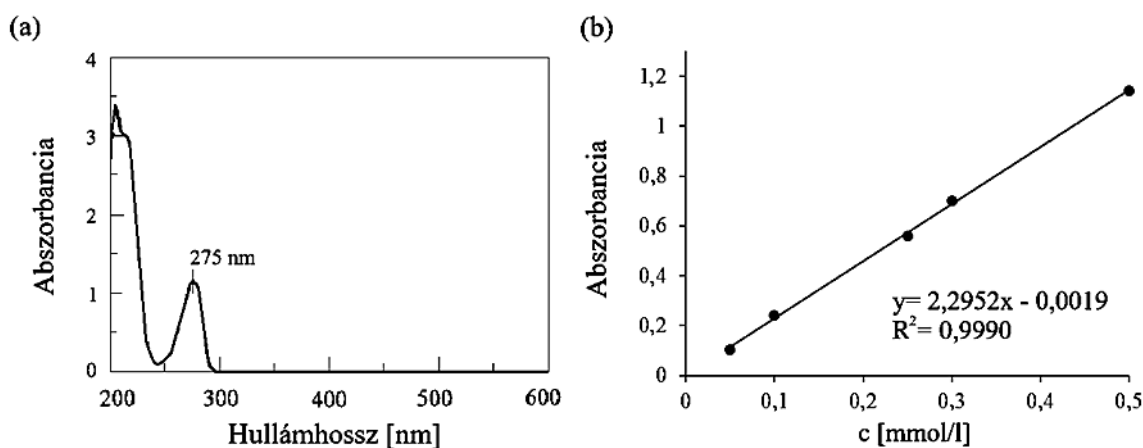 (a)
4
3
2
1
0
275 nm
200
300
400
500
600
Hullámhossz [nm]
Abszorbancia
(b)
1,2
1
0,8
0,6
0,4
0,2
0
y= 2,2952x - 0,0019
R²= 0,9990
0
0,1
0,2
0,3
0,4
0,5
c [mmol/l]
Abszorbancia